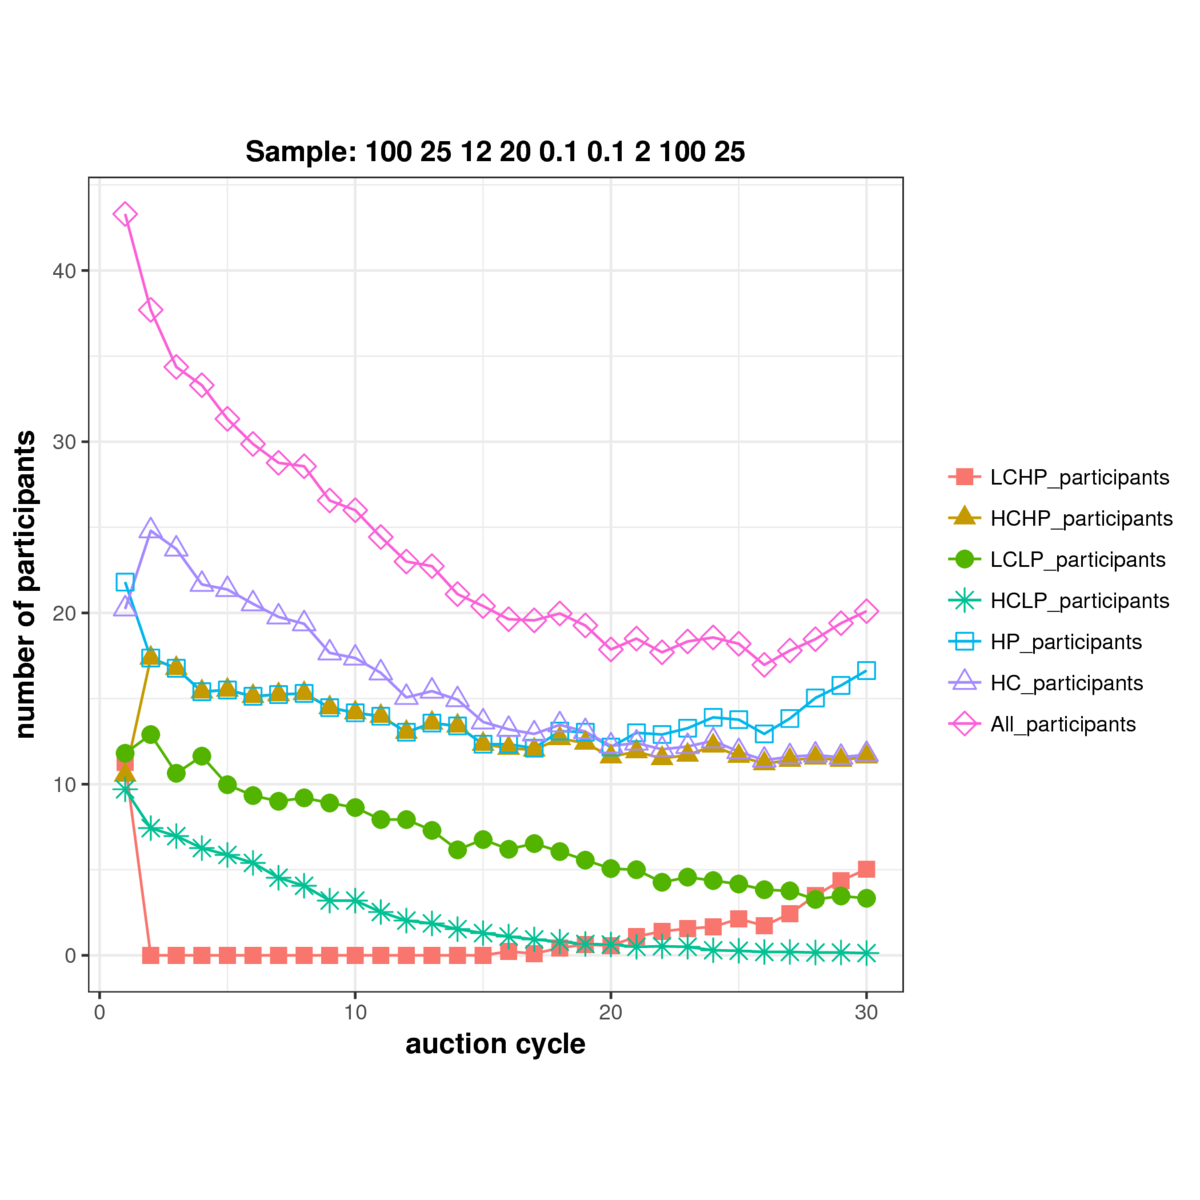 Sample: 100 25 12 20 0.1 0.1 2 100 25
number of participants
40
30
20
10
0
0 10 20 30
auction cycle
LCHP_participants
HCHP_participants
LCLP_participants
HCLP_participants
HP_participants
HC_participants
All_participants